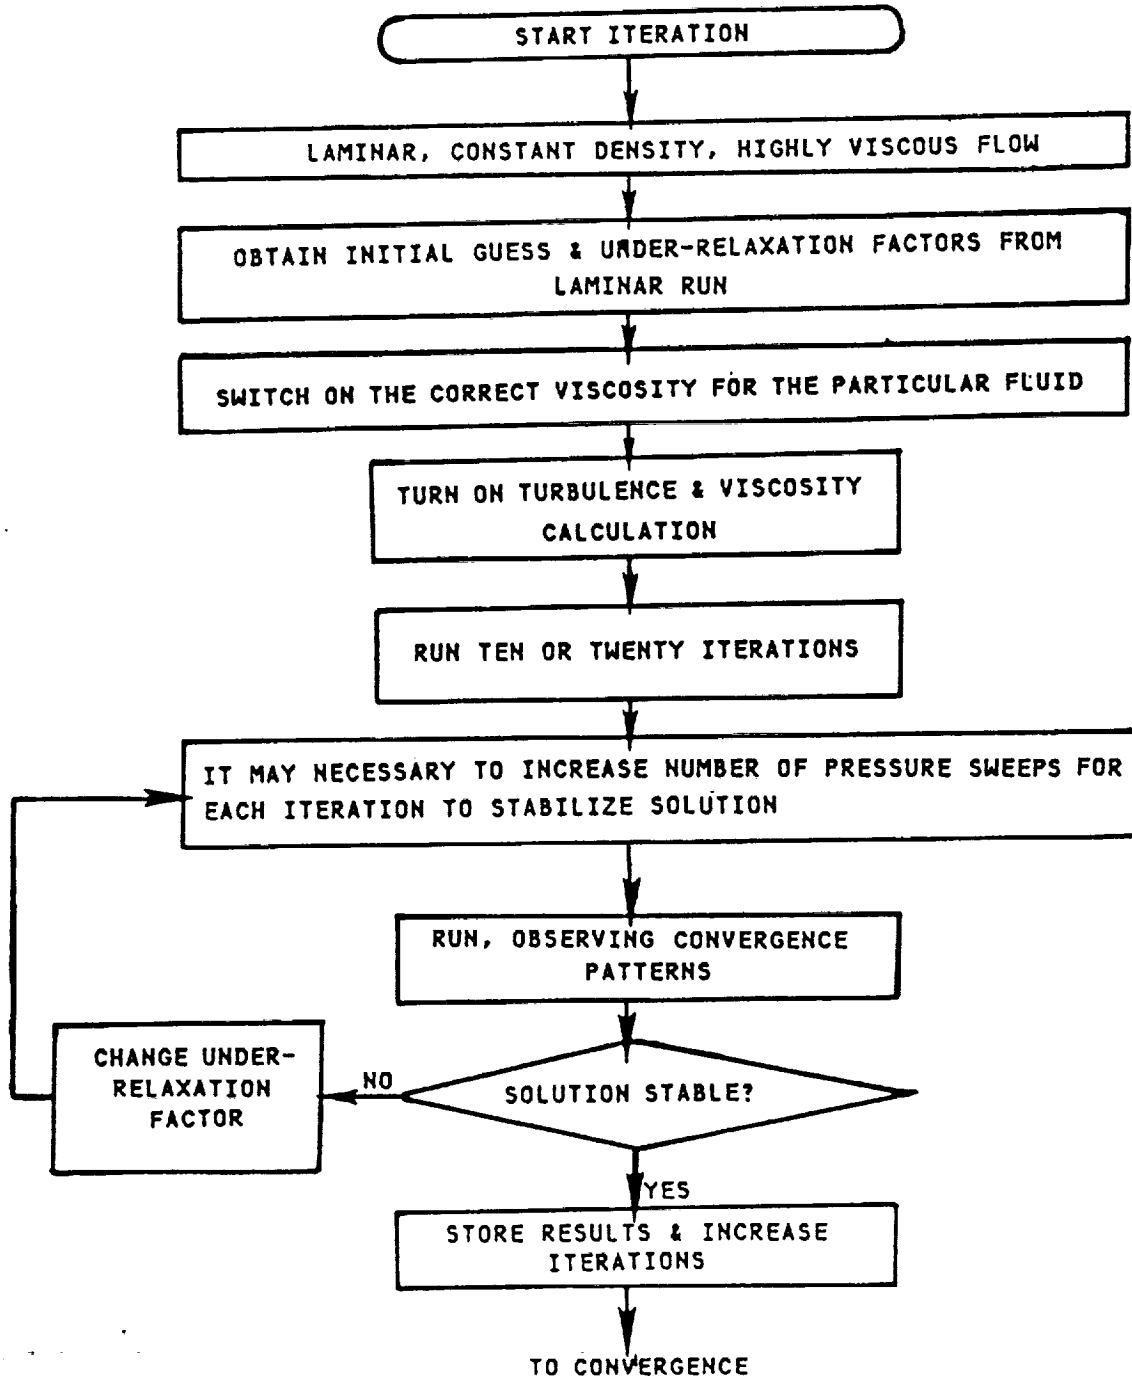 START ITERATION
LAMINAR, CONSTANT DENSITY, HIGHLY VISCOUS FLOW
OBTAIN INITIAL GUESS & UNDER-RELAXATION FACTORS FROM
LAMINAR RUN
SWITCH ON THE CORRECT VISCOSITY FOR THE PARTICULAR FLUID
TURN ON TURBULENCE & VISCOSITY
CALCULATION
RUN TEN OR TWENTY ITERATIONS
IT MAY NECESSARY TO INCREASE NUMBER OF PRESSURE SWEEPS FOR
EACH ITERATION TO STABILIZE SOLUTION
RUN, OBSERVING CONVERGENCE
PATTERNS
SOLUTION STABLE?
NO
CHANGE UNDER-
RELAXATION
FACTOR
YES
STORE RESULTS & INCREASE
ITERATIONS
TO CONVERGENCE